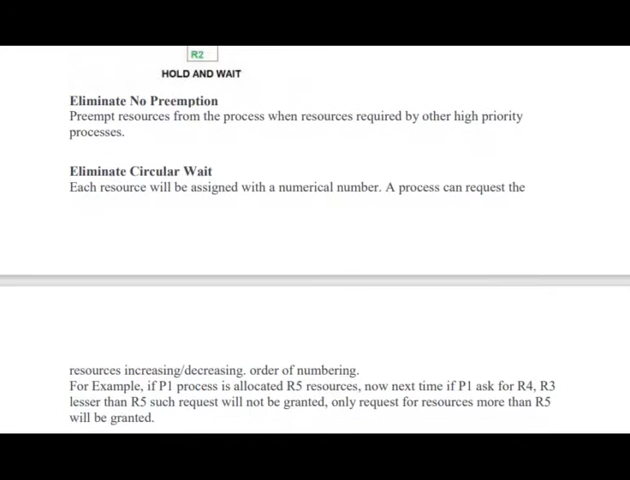 R2
HOLD AND WAIT
Eliminate No Preemption
Preempt resources from the process when resources required by other high priority
processes.
Eliminate Circular Wait
Each resource will be assigned with a numerical number. A process can request the
resources increasing/decreasing. order of numbering.
For Example, if P1 process is allocated R5 resources, now next time if P1 ask for R4, R3
lesser than R5 such request will not be granted, only request for resources more than R5
will be granted.